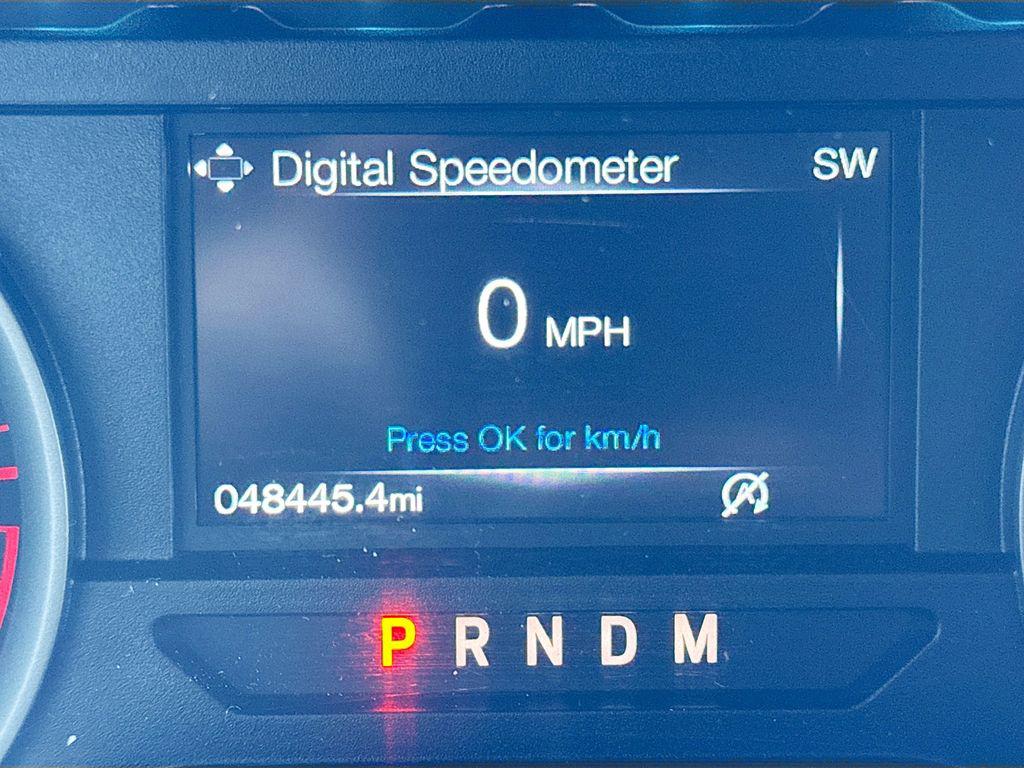 Digital Speedometer SW
0 MPH
Press OK for km/h
048445.4mi
P R N D M